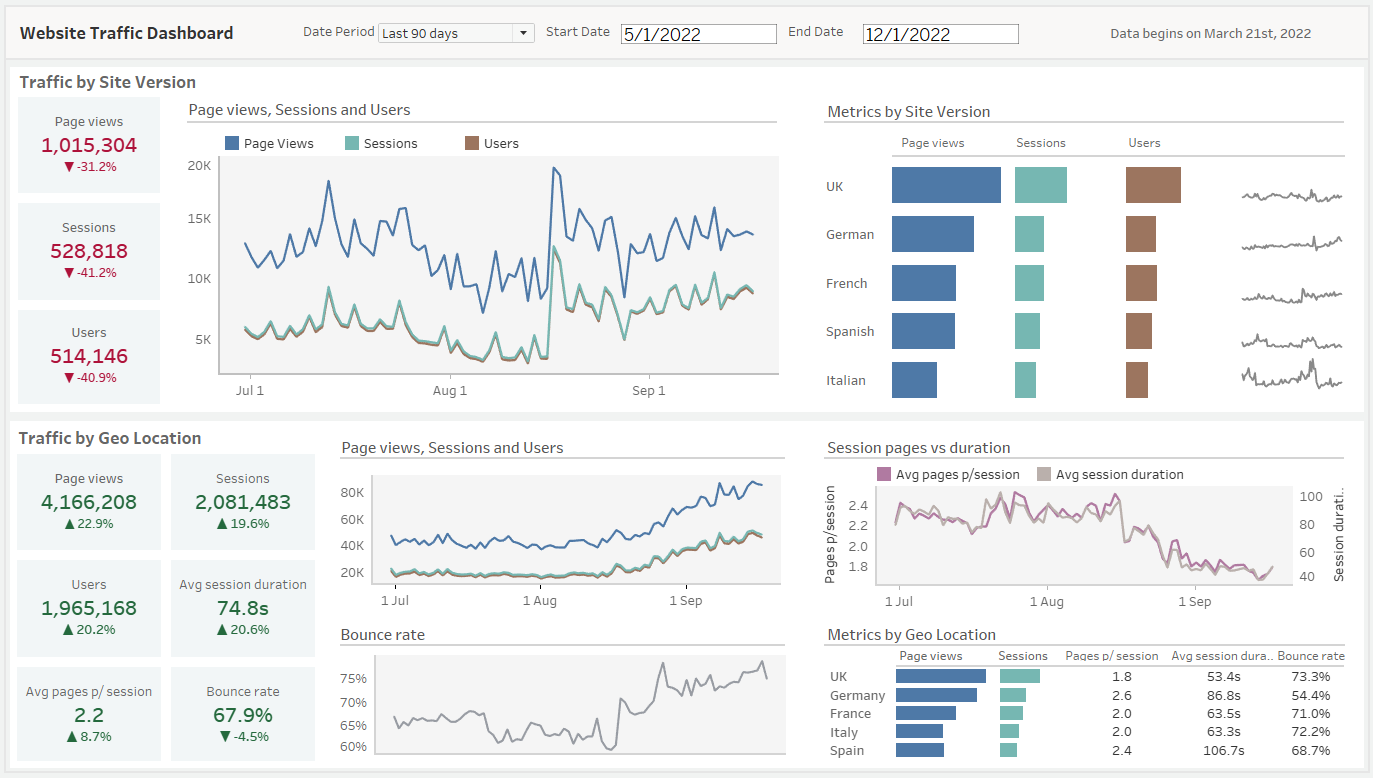 Website Traffic Dashboard
Date Period Last 90 days Start Date 5/1/2022 End Date 12/1/2022 Data begins on March 21st, 2022
Traffic by Site Version
Page views
1,015,304
▼ -31.2%
Sessions
528,818
▼ -41.2%
Users
514,146
▼ -40.9%
Page views, Sessions and Users
Page Views Sessions Users
20K
15K
10K
5K
Jul 1 Aug 1 Sep 1
Metrics by Site Version
Page views Sessions Users
UK
German
French
Spanish
Italian
Traffic by Geo Location
Page views
4,166,208
▲ 22.9%
Sessions
2,081,483
▲ 19.6%
Users
1,965,168
▲ 20.2%
Avg session duration
74.8s
▲ 20.6%
Avg pages p/ session
2.2
▲ 8.7%
Bounce rate
67.9%
▼ -4.5%
Page views, Sessions and Users
80K
60K
40K
20K
1 Jul 1 Aug 1 Sep
Bounce rate
75%
70%
65%
60%
Session pages vs duration
Avg pages p/session Avg session duration
Pages p/session
2.4
2.2
2.0
1.8
100
80
60
40
Session durati..
1 Jul 1 Aug 1 Sep
Metrics by Geo Location
Page views Sessions Pages p/ session Avg session dura.. Bounce rate
UK 1.8 53.4s 73.3%
Germany 2.6 86.8s 54.4%
France 2.0 63.5s 71.0%
Italy 2.0 63.3s 72.2%
Spain 2.4 106.7s 68.7%